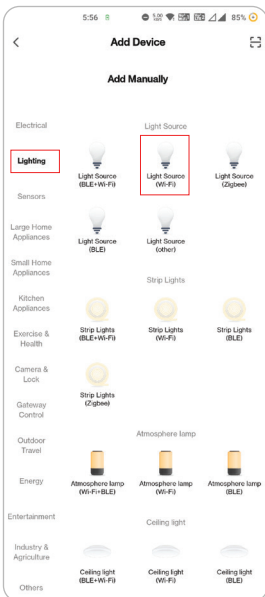 5:56
85%
Add Device
Add Manually
Electrical
Lighting
Sensors
Large Home
Appliances
Small Home
Appliances
Kitchen
Appliances
Exercise &
Health
Camera &
Lock
Gateway
Control
Outdoor
Travel
Energy
Entertainment
Industry &
Agriculture
Others
Light Source
Light Source
(BLE+Wi-Fi)
Light Source
(Wi-Fi)
Light Source
(Zigbee)
Light Source
(BLE)
Light Source
(other)
Strip Lights
Strip Lights
(BLE+Wi-Fi)
Strip Lights
(Wi-Fi)
Strip Lights
(BLE)
Strip Lights
(Zigbee)
Atmosphere lamp
Atmosphere lamp
(Wi-Fi+BLE)
Atmosphere lamp
(Wi-Fi)
Atmosphere lamp
(BLE)
Ceiling light
Ceiling light
(BLE+Wi-Fi)
Ceiling light
(Wi-Fi)
Ceiling light
(BLE)